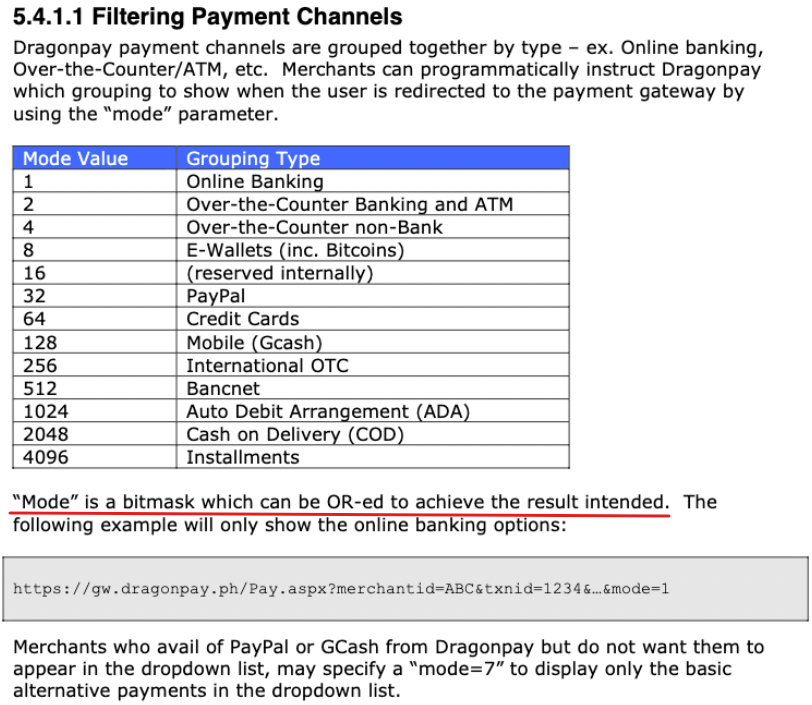 5.4.1.1 Filtering Payment Channels
Dragonpay payment channels are grouped together by type – ex. Online banking,
Over-the-Counter/ATM, etc.  Merchants can programmatically instruct Dragonpay
which grouping to show when the user is redirected to the payment gateway by
using the “mode” parameter.
Mode Value Grouping Type
1 Online Banking
2 Over-the-Counter Banking and ATM
4 Over-the-Counter non-Bank
8 E-Wallets (inc. Bitcoins)
16 (reserved internally)
32 PayPal
64 Credit Cards
128 Mobile (Gcash)
256 International OTC
512 Bancnet
1024 Auto Debit Arrangement (ADA)
2048 Cash on Delivery (COD)
4096 Installments
“Mode” is a bitmask which can be OR-ed to achieve the result intended.  The
following example will only show the online banking options:
https://gw.dragonpay.ph/Pay.aspx?merchantid=ABC&txnid=1234&…&mode=1
Merchants who avail of PayPal or GCash from Dragonpay but do not want them to
appear in the dropdown list, may specify a “mode=7” to display only the basic
alternative payments in the dropdown list.